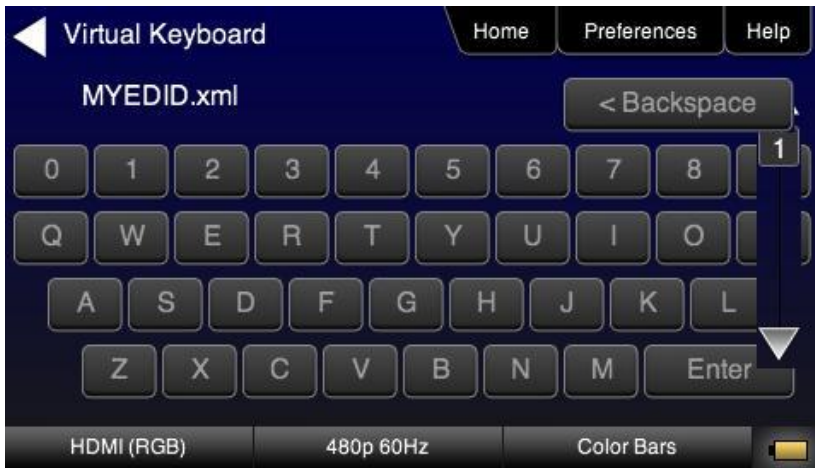 Virtual Keyboard Home Preferences Help
MYEDID.xml < Backspace
1
0 1 2 3 4 5 6 7 8
Q W E R T Y U I O
A S D F G H J K L
Z X C V B N M Enter
HDMI (RGB) 480p 60Hz Color Bars